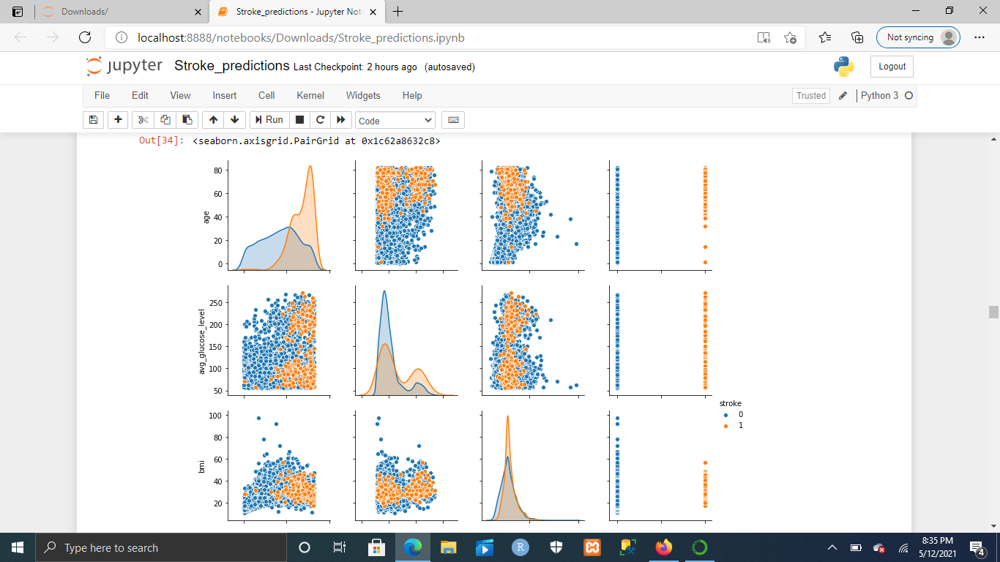 Downloads/
Stroke_predictions - Jupyter Not
localhost:8888/notebooks/Downloads/Stroke_predictions.ipynb
Not syncing
jupyter Stroke_predictions Last Checkpoint: 2 hours ago (autosaved)
Logout
File Edit View Insert Cell Kernel Widgets Help
Trusted
Python 3
Run
Code
Out[34]: <seaborn.axisgrid.PairGrid at 0x1c62a8632c8>
80
60
40
20
0
age
250
200
150
100
50
avg_glucose_level
stroke
0
1
100
80
60
40
20
bmi
Type here to search
R
8:35 PM
5/12/2021
4